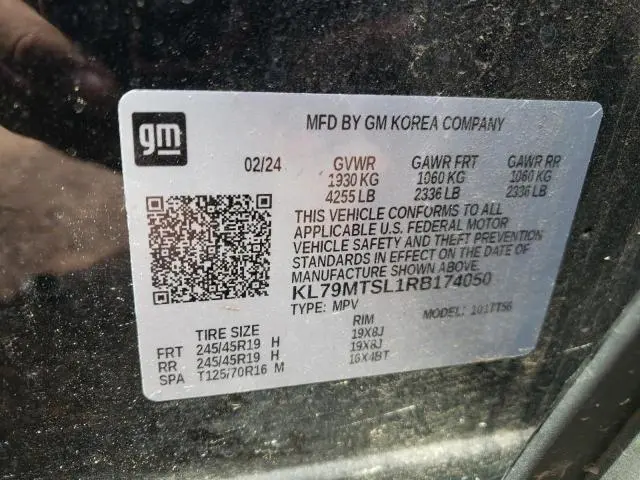 gm
MFD BY GM KOREA COMPANY
02/24 GVWR GAWR FRT GAWR RR
1930 KG 1060 KG 1060 KG
4255 LB 2336 LB 2336 LB
THIS VEHICLE CONFORMS TO ALL
APPLICABLE U.S. FEDERAL MOTOR
VEHICLE SAFETY AND THEFT PREVENTION
STANDARDS IN EFFECT ON THE DATE OF
MANUFACTURE SHOWN ABOVE.
KL79MTSL1RB174050
TYPE: MPV MODEL: 101TT56
TIRE SIZE RIM
FRT 245/45R19 H 19X8J
RR 245/45R19 H 19X8J
SPA T125/70R16 M 16X4BT